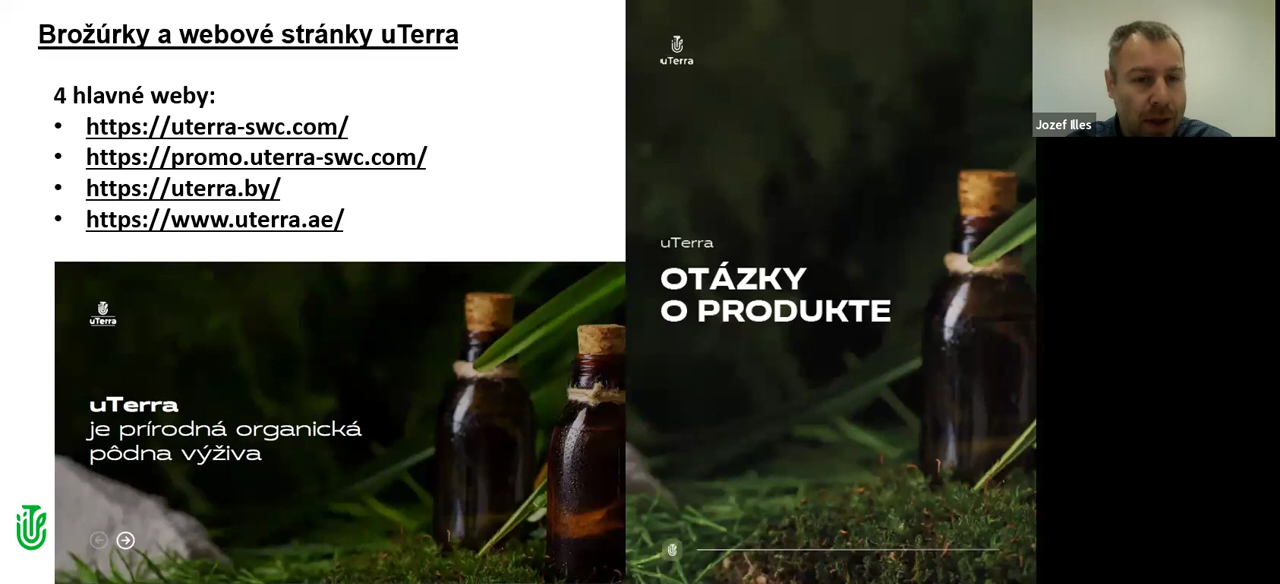 Brožúrky a webové stránky uTerra
4 hlavné weby:
• https://uterra-swc.com/
• https://promo.uterra-swc.com/
• https://uterra.by/
• https://www.uterra.ae/
uTerra
uTerra
je prírodná organická
pôdna výživa
uTerra
uTerra
OTÁZKY
O PRODUKTE
Jozef Illes